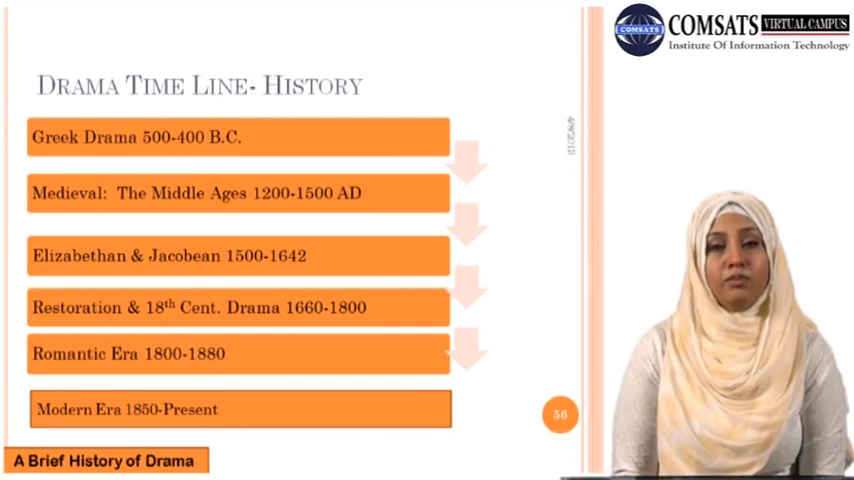 COMSATS VIRTUAL CAMPUS
COMSATS
Institute Of Information Technology
DRAMA TIME LINE- HISTORY
Greek Drama 500-400 B.C.
Medieval: The Middle Ages 1200-1500 AD
Elizabethan & Jacobean 1500-1642
Restoration & 18th Cent. Drama 1660-1800
Romantic Era 1800-1880
Modern Era 1850-Present
56
A Brief History of Drama